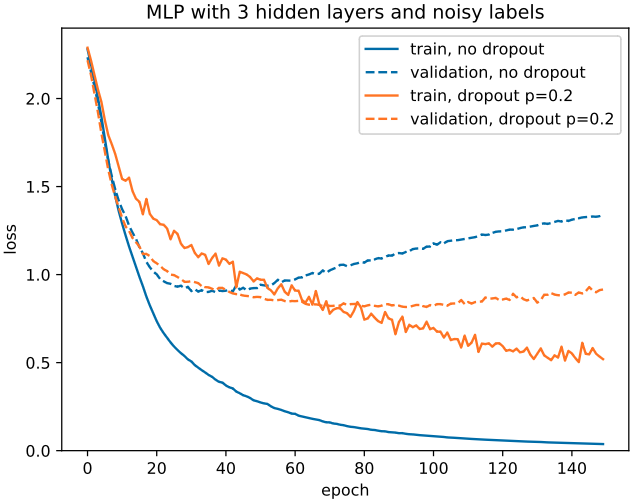 MLP with 3 hidden layers and noisy labels
train, no dropout
validation, no dropout
train, dropout p=0.2
validation, dropout p=0.2
loss
2.0
1.5
1.0
0.5
0.0
0 20 40 60 80 100 120 140
epoch